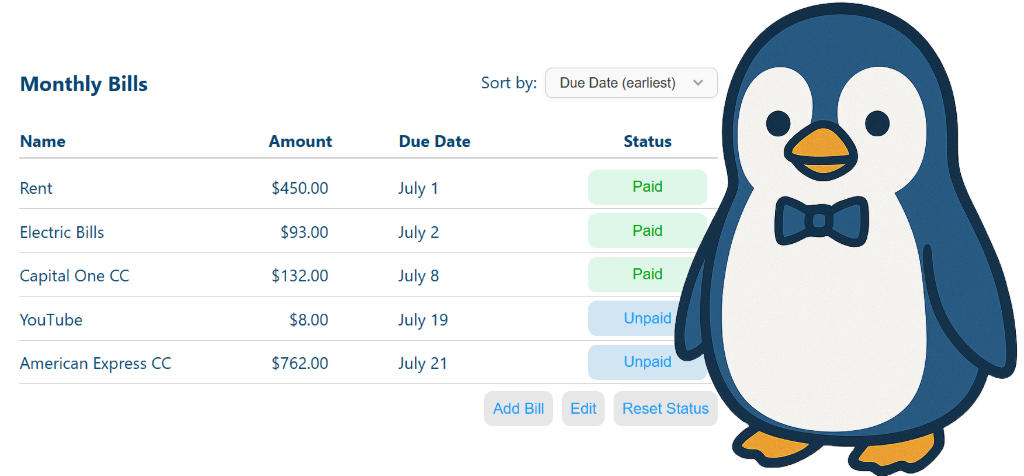 Monthly Bills
Sort by: Due Date (earliest)
Name Amount Due Date Status
Rent $450.00 July 1 Paid
Electric Bills $93.00 July 2 Paid
Capital One CC $132.00 July 8 Paid
YouTube $8.00 July 19 Unpaid
American Express CC $762.00 July 21 Unpaid
Add Bill Edit Reset Status